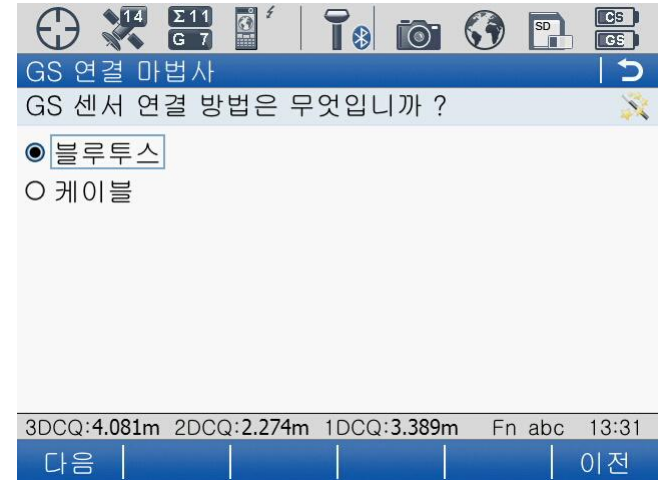 14 Σ11 SD CS
G 7 GS
GS 연결 마법사
GS 센서 연결 방법은 무엇입니까 ?
블루투스
케이블
3DCQ:4.081m 2DCQ:2.274m 1DCQ:3.389m Fn abc 13:31
다음 이전